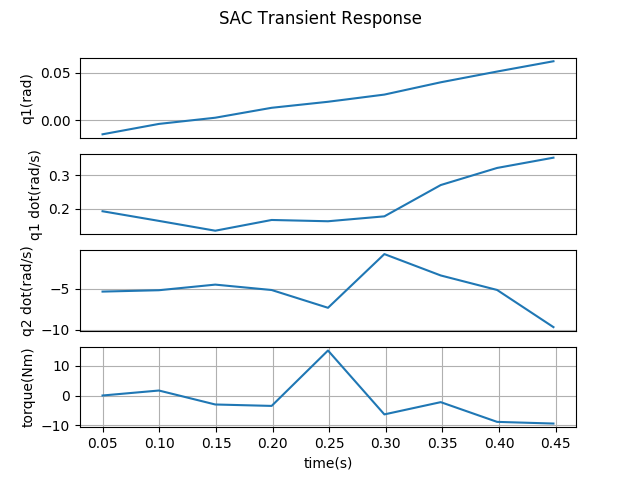 SAC Transient Response
q1(rad)
0.05
0.00
q1 dot(rad/s)
0.3
0.2
q2 dot(rad/s)
−5
−10
torque(Nm)
10
0
−10
0.05 0.10 0.15 0.20 0.25 0.30 0.35 0.40 0.45
time(s)